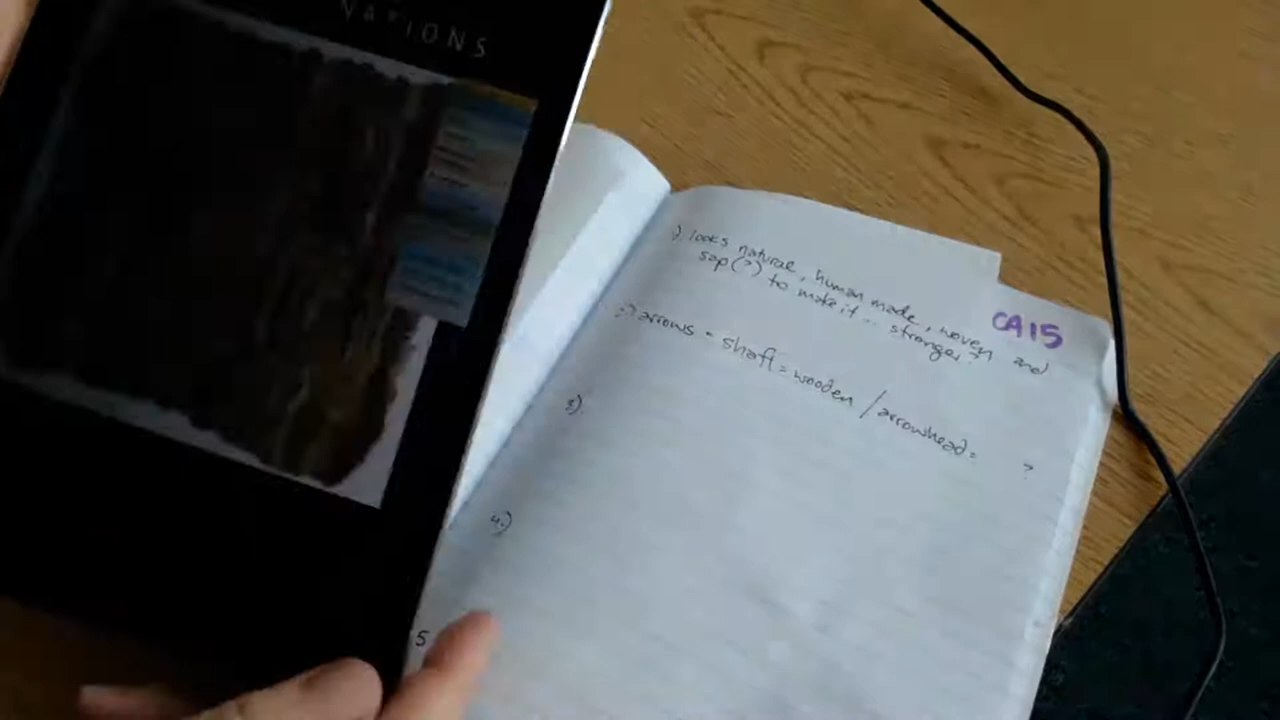 NATIONS
1). looks natural, human made, woven and
sap(?) to make it .. stronger?
CA15
2) arrows - shaft = wooden / arrowhead = ?
3).
4.)
5